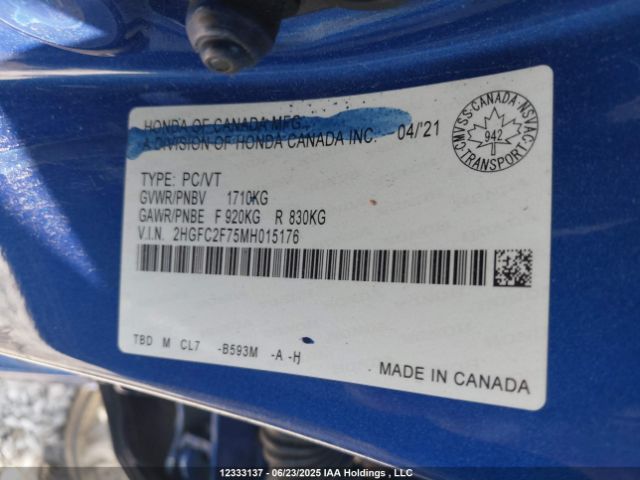 HONDA OF CANADA MFG.,
A DIVISION OF HONDA CANADA INC. 04/'21
CMVSS·CANADA·NSVAC
942
TRANSPORT
TYPE: PC/VT
GVWR/PNBV 1710KG
GAWR/PNBE F 920KG R 830KG
V.I.N. 2HGFC2F75MH015176
TBD M CL7 -B593M -A -H
MADE IN CANADA
12333137 - 06/23/2025 IAA Holdings , LLC